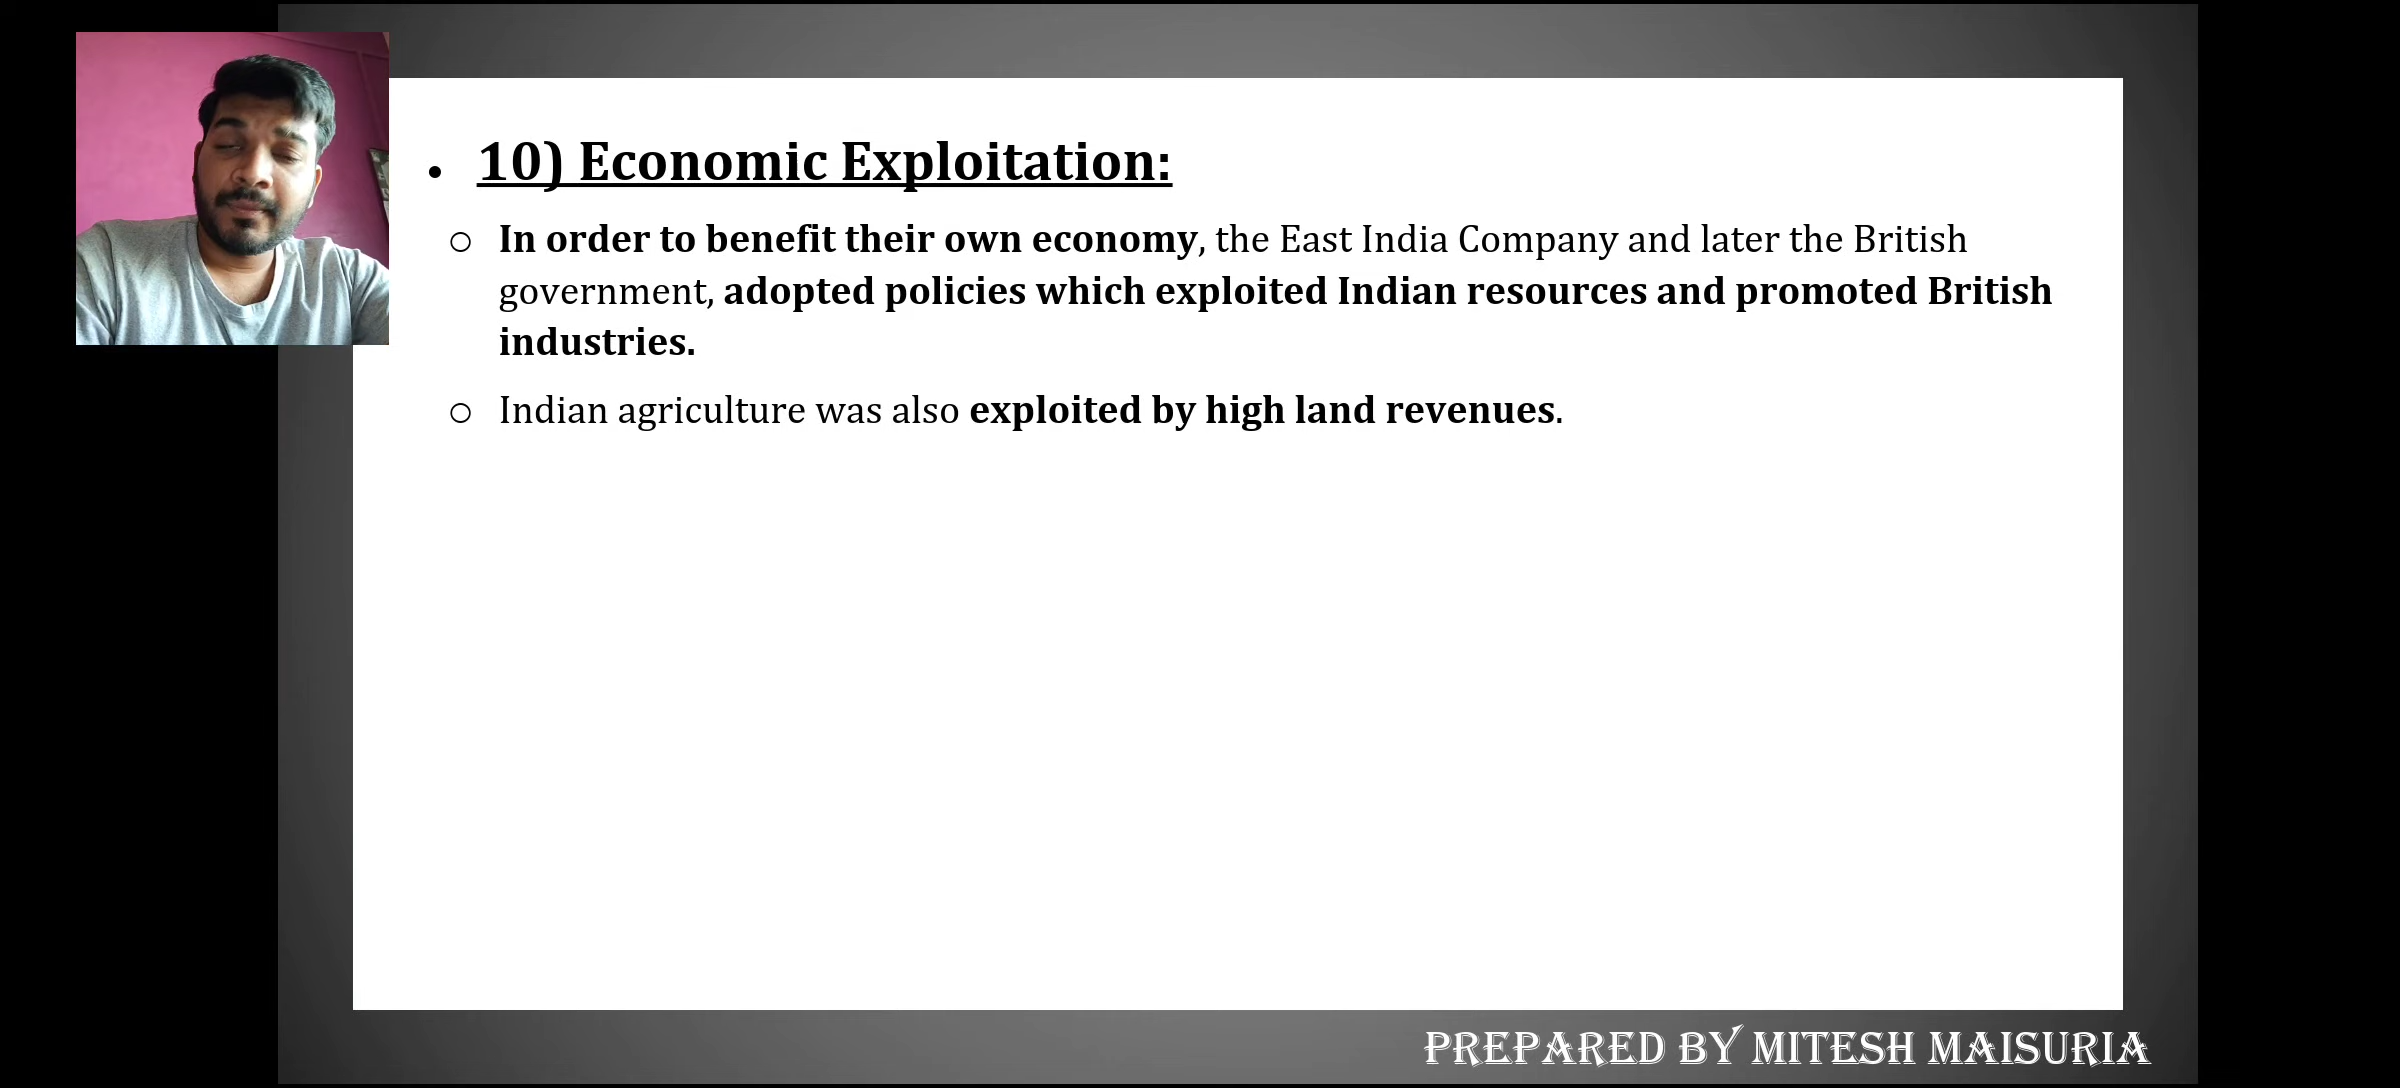 10) Economic Exploitation:
In order to benefit their own economy, the East India Company and later the British
government, adopted policies which exploited Indian resources and promoted British
industries.
Indian agriculture was also exploited by high land revenues.
PREPARED BY MITESH MAISURIA